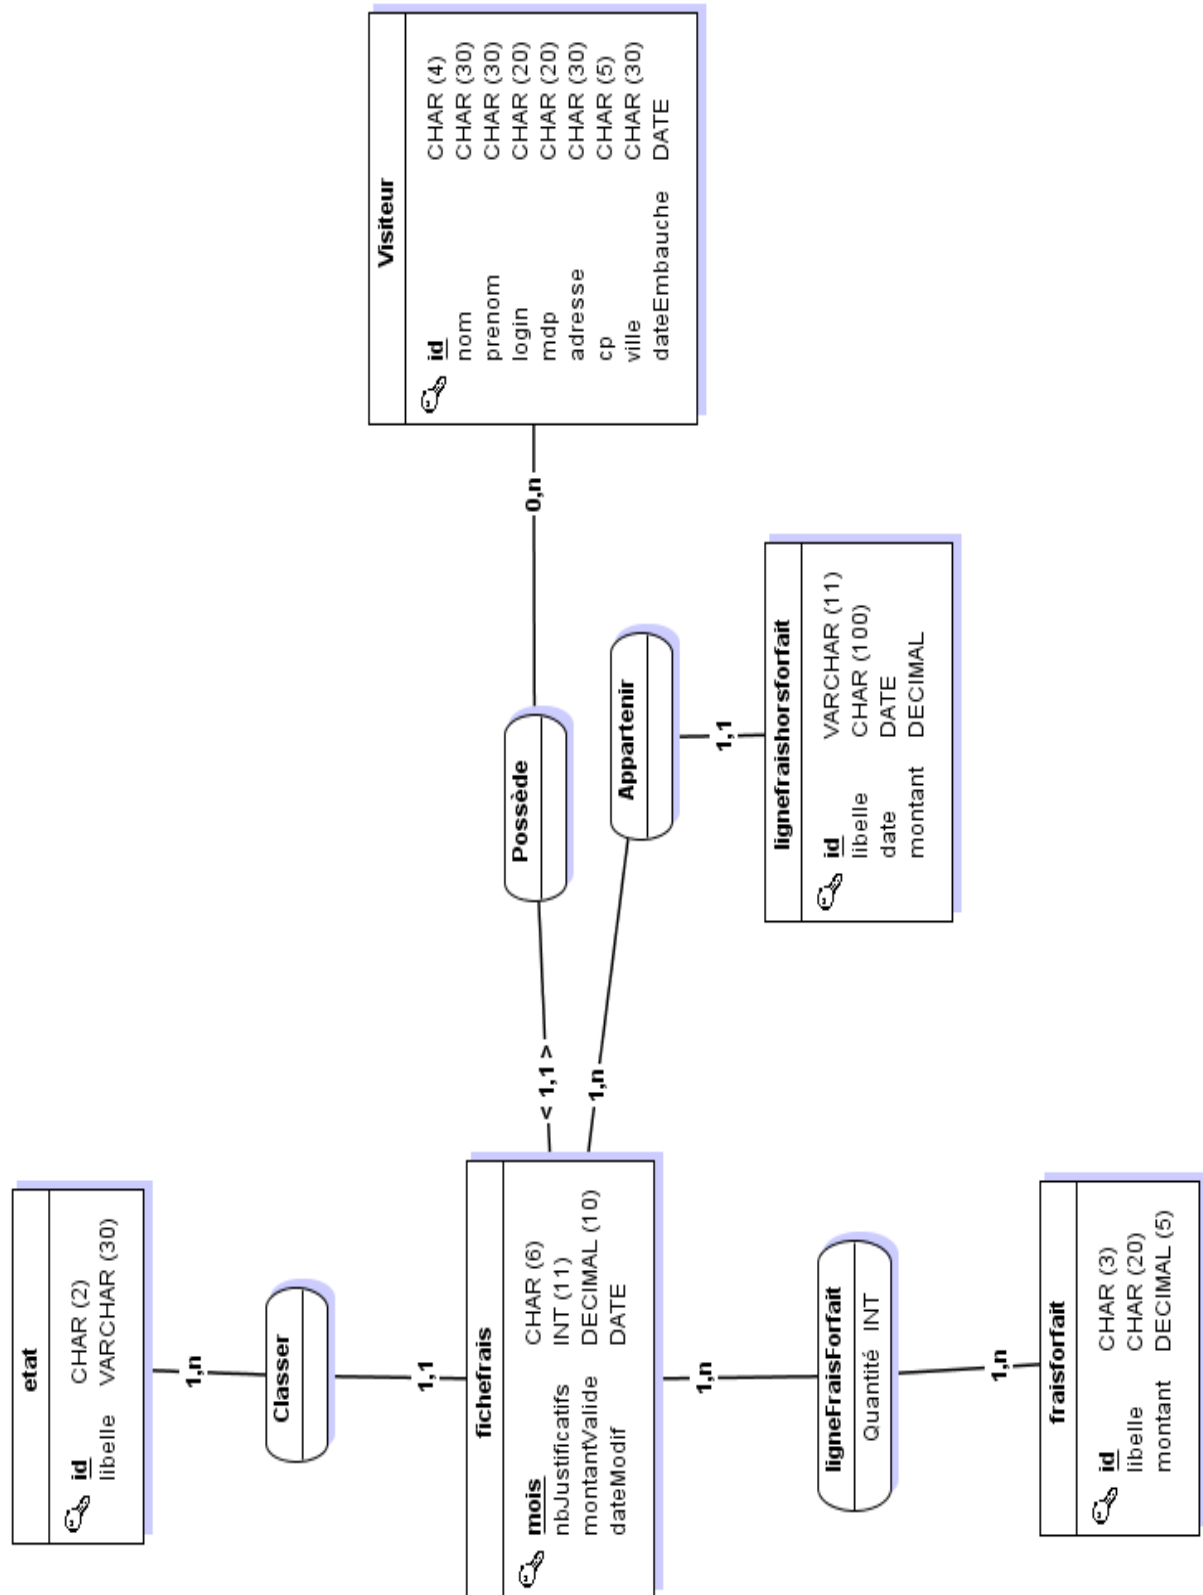 etat
id CHAR (2)
libelle VARCHAR (30)
1,n
Classer
1,1
fichefrais
mois CHAR (6)
nbJustificatifs INT (11)
montantValide DECIMAL (10)
dateModif DATE
1,n
ligneFraisForfait
Quantité INT
1,n
fraisforfait
id CHAR (3)
libelle CHAR (20)
montant DECIMAL (5)
< 1,1 >
Possède
0,n
Visiteur
id CHAR (4)
nom CHAR (30)
prenom CHAR (30)
login CHAR (20)
mdp CHAR (20)
adresse CHAR (30)
cp CHAR (5)
ville CHAR (30)
dateEmbauche DATE
1,n
Appartenir
1,1
lignefraishorsforfait
id VARCHAR (11)
libelle CHAR (100)
date DATE
montant DECIMAL